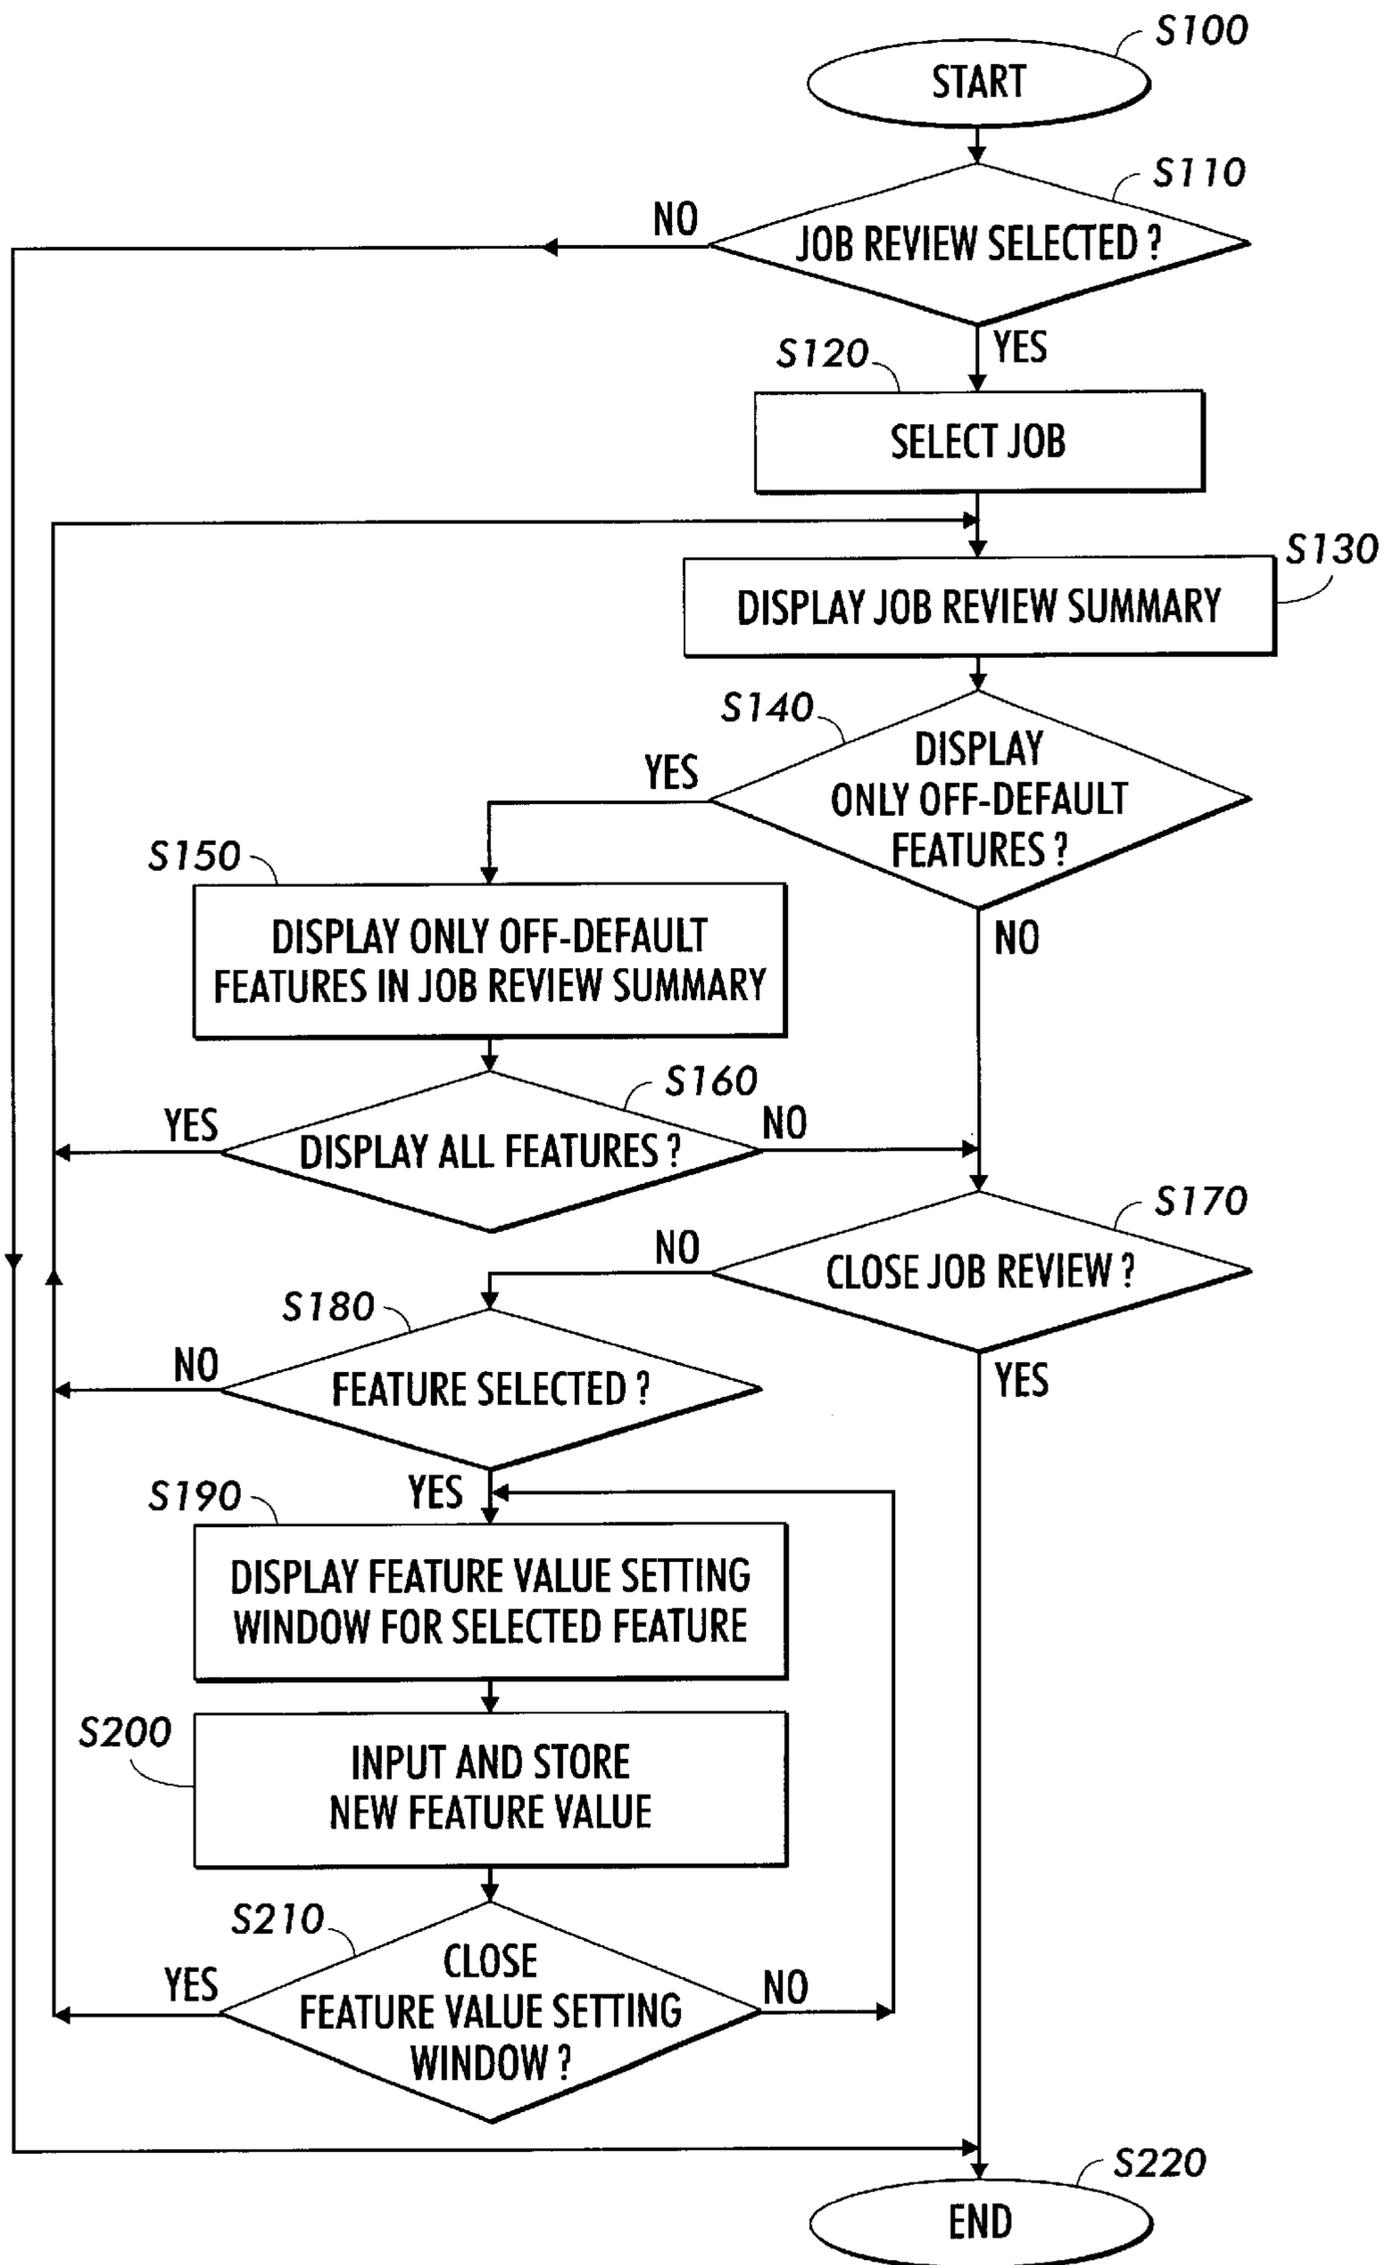 S100
START
S110
NO
JOB REVIEW SELECTED ?
YES
S120
SELECT JOB
S130
DISPLAY JOB REVIEW SUMMARY
S140
YES
DISPLAY
ONLY OFF-DEFAULT
FEATURES ?
S150
NO
DISPLAY ONLY OFF-DEFAULT
FEATURES IN JOB REVIEW SUMMARY
S160
YES
NO
DISPLAY ALL FEATURES ?
S170
NO
CLOSE JOB REVIEW ?
S180
NO
YES
FEATURE SELECTED ?
YES
S190
DISPLAY FEATURE VALUE SETTING
WINDOW FOR SELECTED FEATURE
S200
INPUT AND STORE
NEW FEATURE VALUE
S210
YES
NO
CLOSE
FEATURE VALUE SETTING
WINDOW ?
S220
END